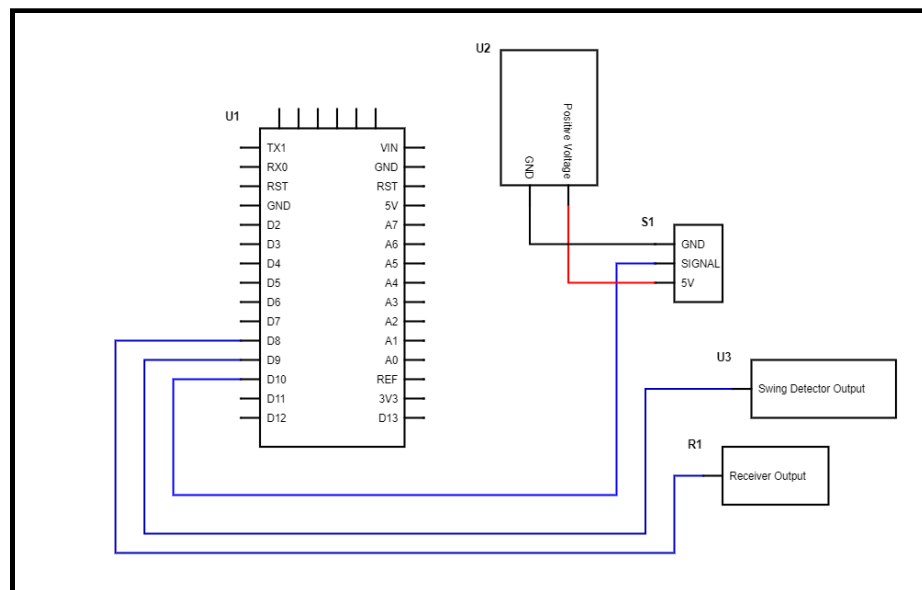 U2
Positive Voltage
GND
U1
TX1
RX0
RST
GND
D2
D3
D4
D5
D6
D7
D8
D9
D10
D11
D12
VIN
GND
RST
5V
A7
A6
A5
A4
A3
A2
A1
A0
REF
3V3
D13
S1
GND
SIGNAL
5V
U3
Swing Detector Output
R1
Receiver Output